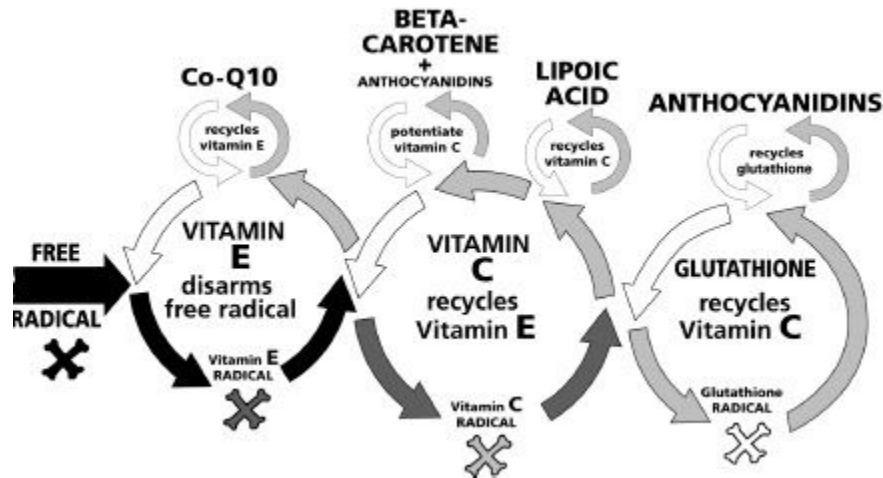 BETA-
CAROTENE
+
ANTHOCYANIDINS
Co-Q10
LIPOIC
ACID
ANTHOCYANIDINS
recycles
vitamin E
potentiate
vitamin C
recycles
vitamin C
recycles
glutathione
FREE
RADICAL
VITAMIN
E
disarms
free radical
Vitamin E
RADICAL
VITAMIN
C
recycles
Vitamin E
Vitamin C
RADICAL
GLUTATHIONE
recycles
Vitamin C
Glutathione
RADICAL